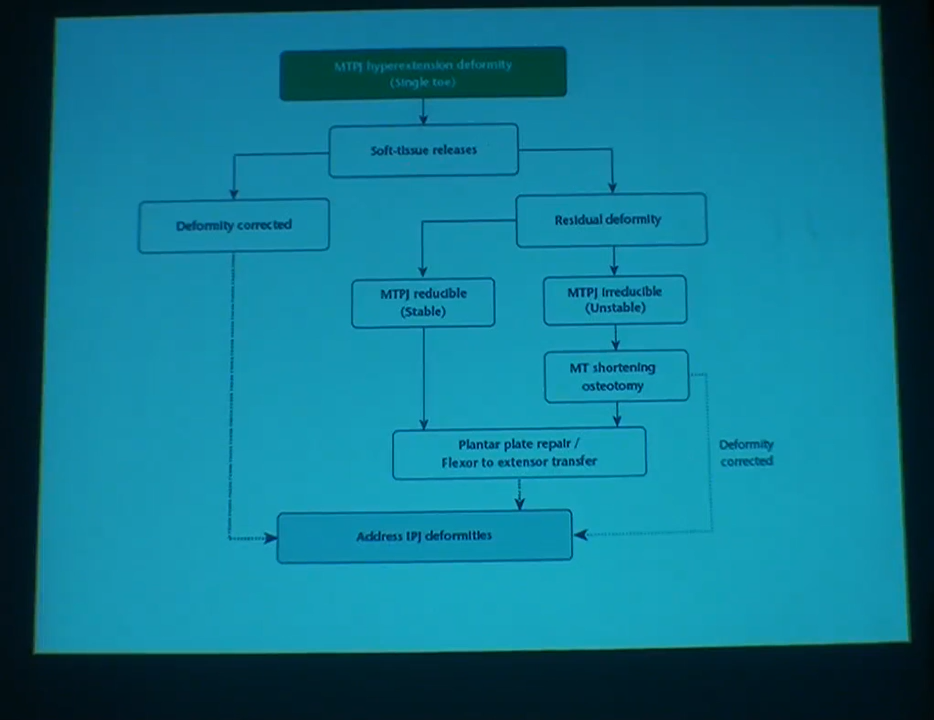 MTPJ hyperextension deformity
(Single toe)
Soft-tissue releases
Deformity corrected
Residual deformity
MTPJ reducible
(Stable)
MTPJ irreducible
(Unstable)
MT shortening
osteotomy
Plantar plate repair /
Flexor to extensor transfer
Deformity
corrected
Address IPJ deformities